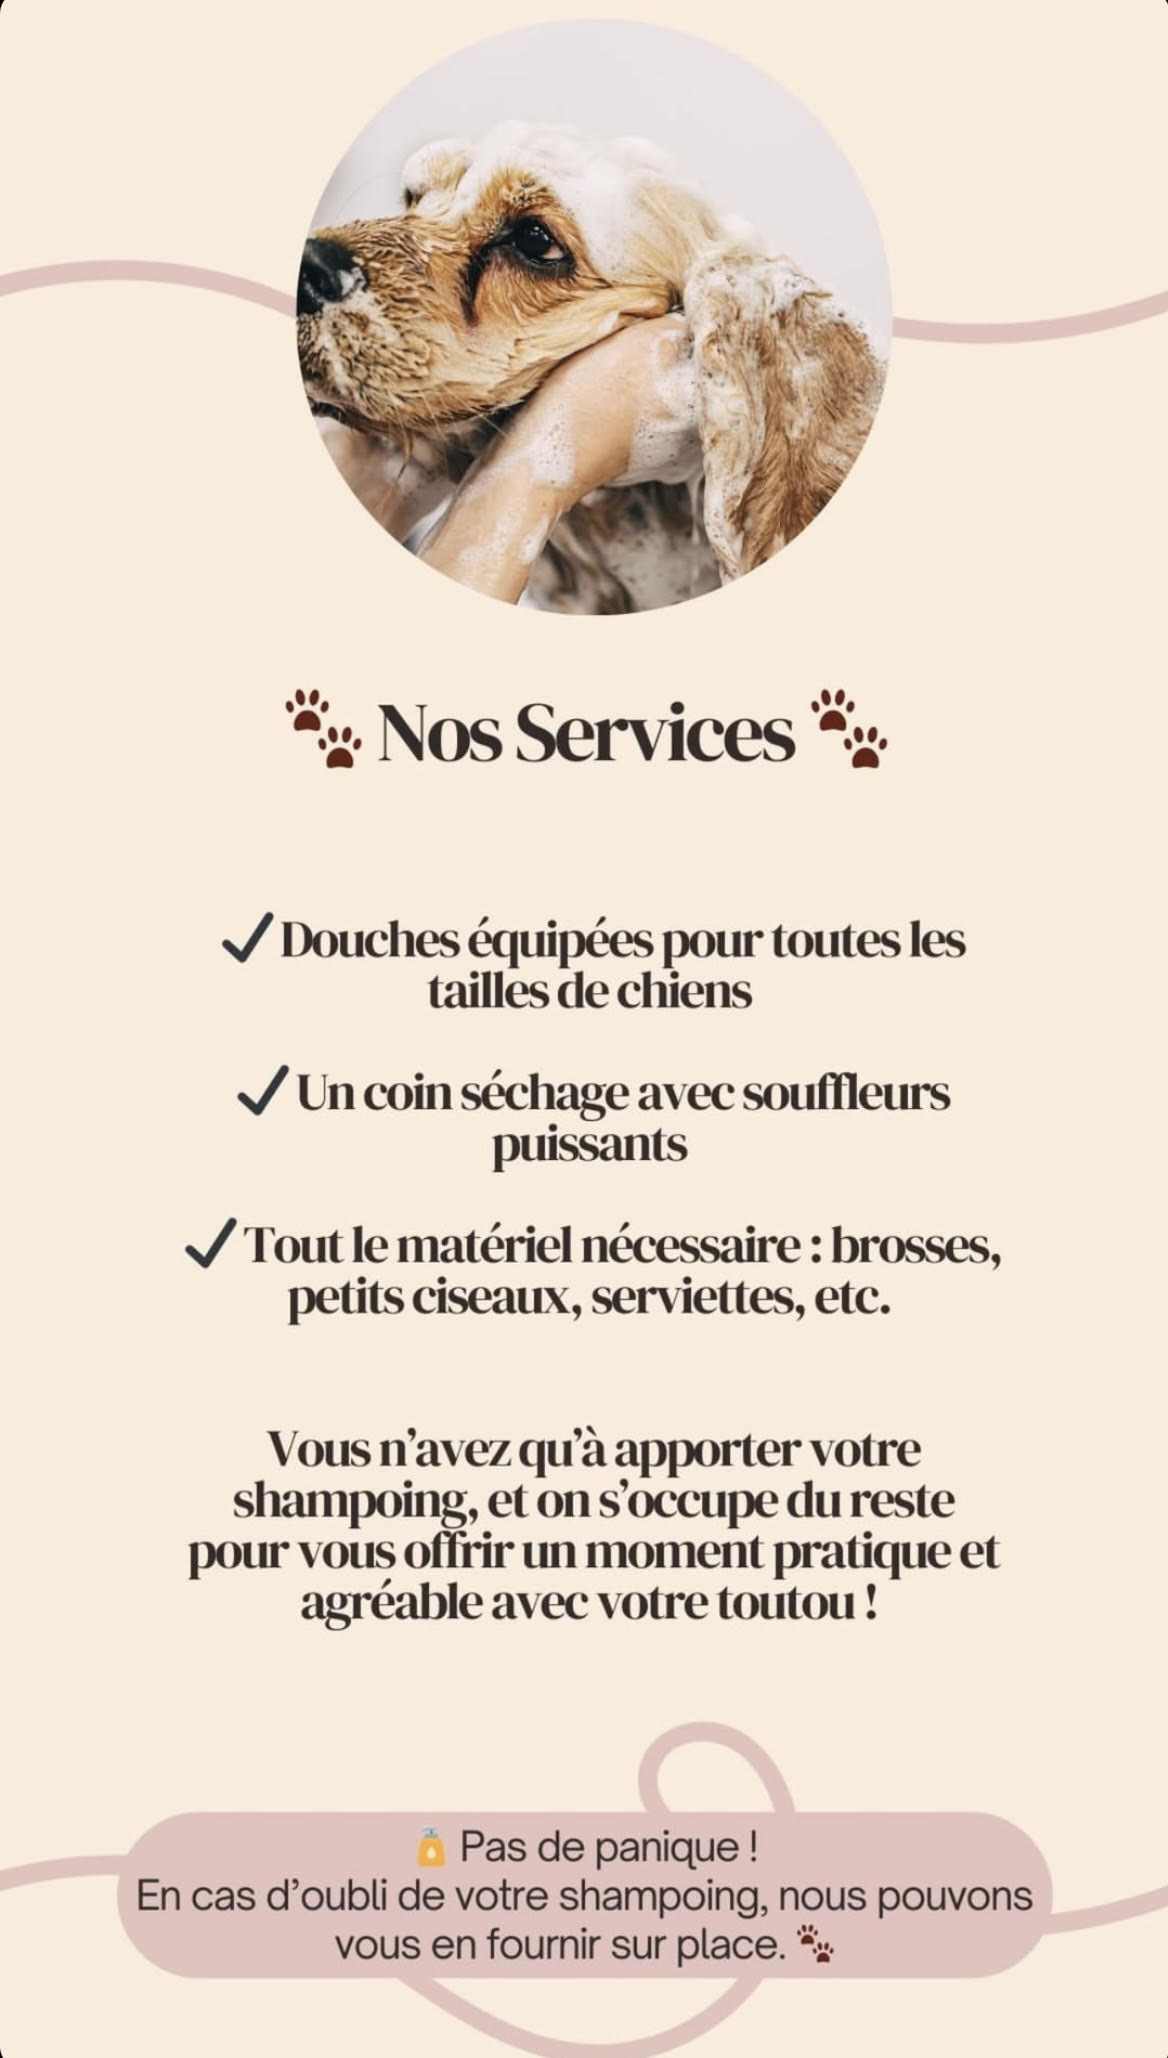 🐾 Nos Services 🐾
✔Douches équipées pour toutes les
tailles de chiens
✔Un coin séchage avec souffleurs
puissants
✔Tout le matériel nécessaire : brosses,
petits ciseaux, serviettes, etc.
Vous n’avez qu’à apporter votre
shampoing, et on s’occupe du reste
pour vous offrir un moment pratique et
agréable avec votre toutou !
🧴 Pas de panique !
En cas d’oubli de votre shampoing, nous pouvons
vous en fournir sur place. 🐾